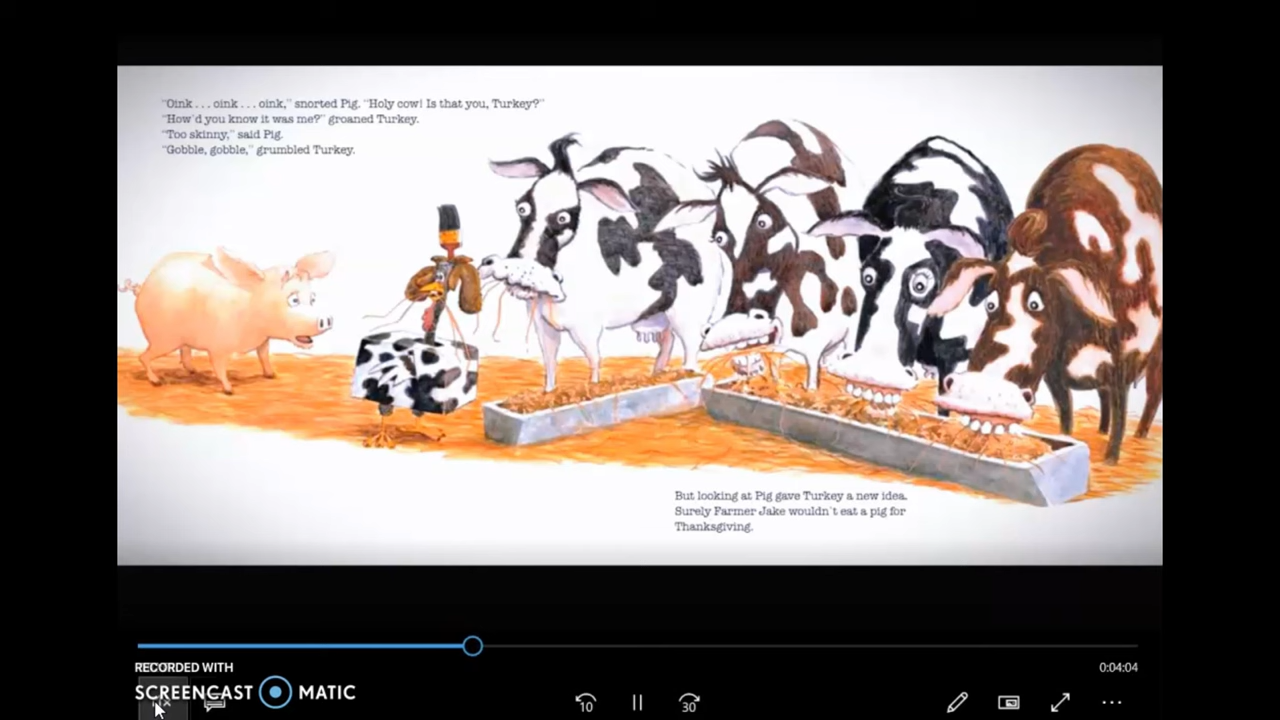 "Oink . . . oink . . . oink," snorted Pig. "Holy cow! Is that you, Turkey?"
"How'd you know it was me?" groaned Turkey.
"Too skinny," said Pig.
"Gobble, gobble," grumbled Turkey.
But looking at Pig gave Turkey a new idea.
Surely Farmer Jake wouldn't eat a pig for
Thanksgiving.
0:04:04
RECORDED WITH
SCREENCAST MATIC
10
30